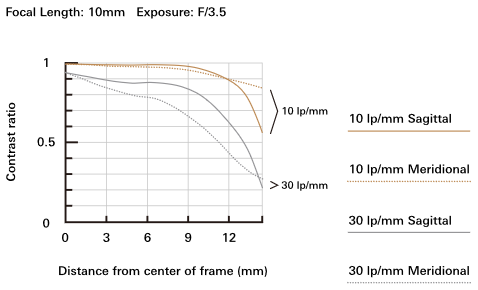 Focal Length: 10mm Exposure: F/3.5
1
0.5
0
Contrast ratio
0 3 6 9 12
Distance from center of frame (mm)
10 lp/mm
30 lp/mm
10 lp/mm Sagittal
10 lp/mm Meridional
30 lp/mm Sagittal
30 lp/mm Meridional